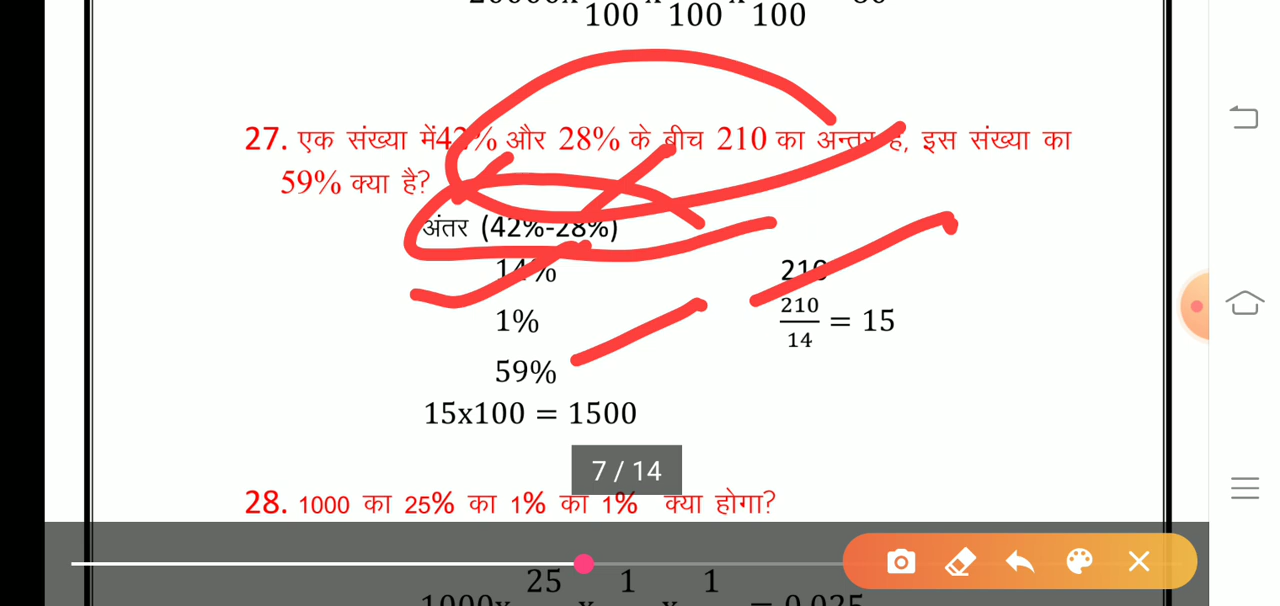 100 x 100 x 100
27. एक संख्या में42% और 28% के बीच 210 का अन्तर है, इस संख्या का
59% क्या है?
अंतर (42%-28%)
14% 210
1% 210/14 = 15
59%
15x100 = 1500
7 / 14
28. 1000 का 25% का 1% का 1% क्या होगा?
1000x 25 x 1 x 1 = 0.025